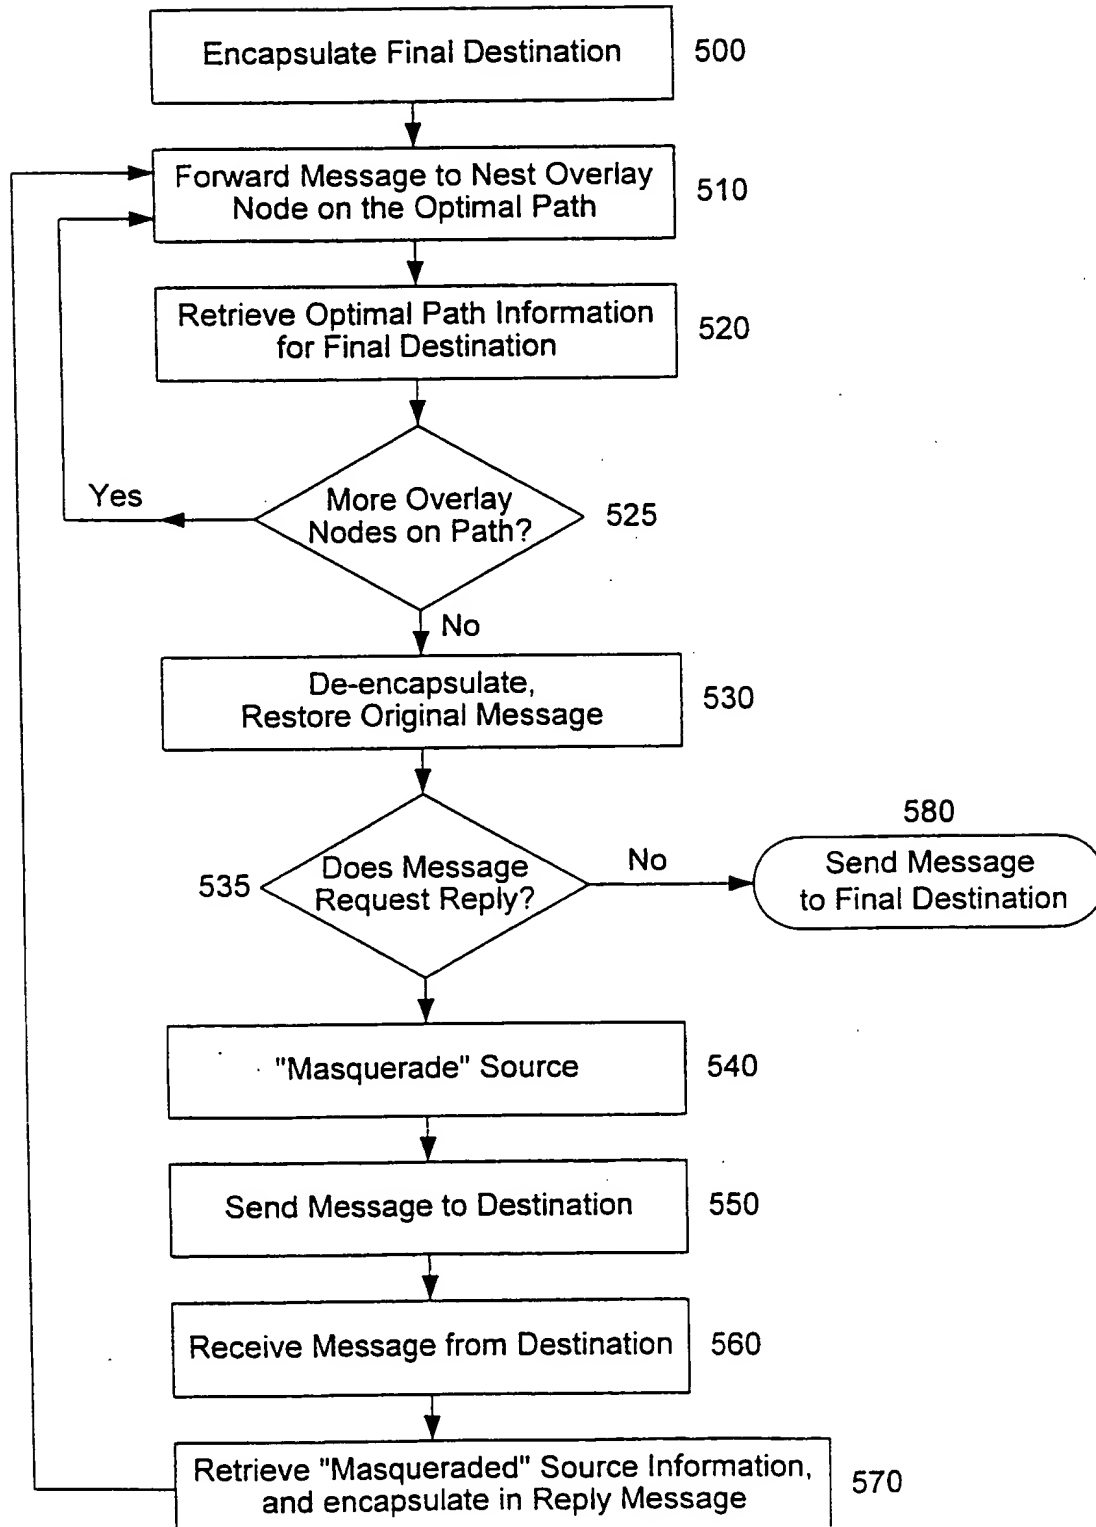 Encapsulate Final Destination
500
Forward Message to Nest Overlay
Node on the Optimal Path
510
Retrieve Optimal Path Information
for Final Destination
520
Yes
More Overlay
Nodes on Path?
525
No
De-encapsulate,
Restore Original Message
530
580
535
Does Message
Request Reply?
No
Send Message
to Final Destination
"Masquerade" Source
540
Send Message to Destination
550
Receive Message from Destination
560
Retrieve "Masqueraded" Source Information,
and encapsulate in Reply Message
570